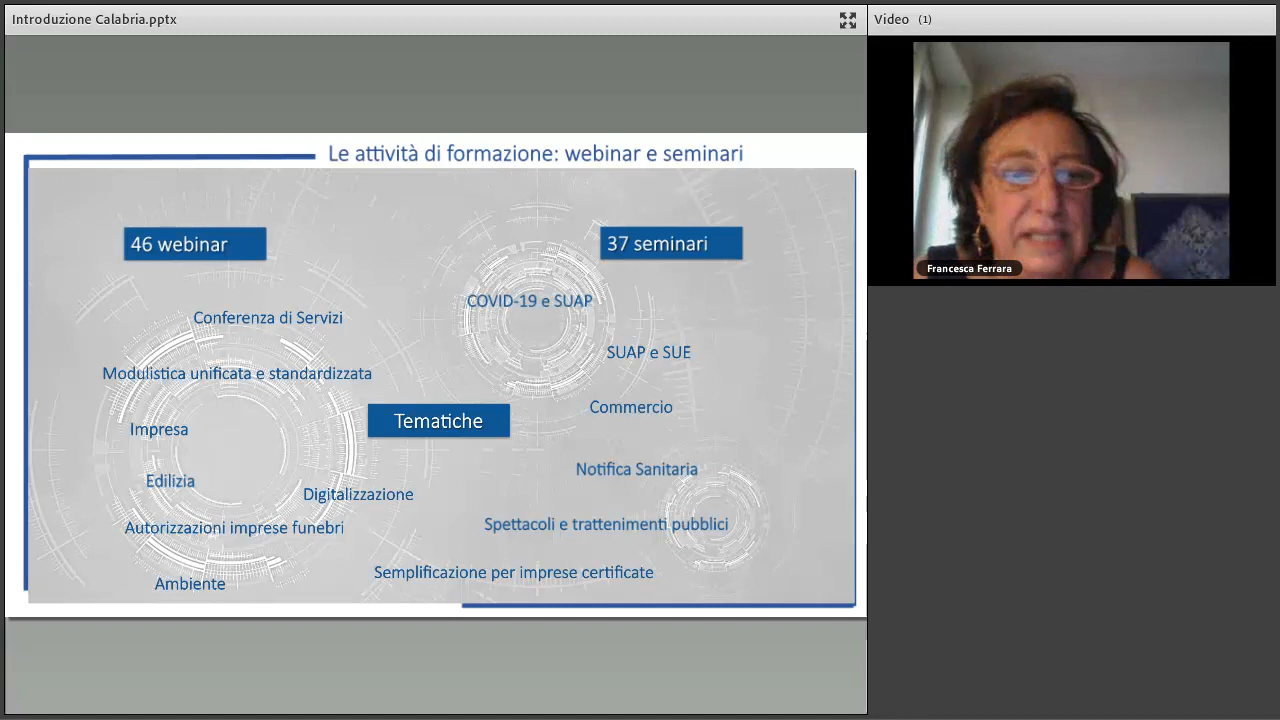 Introduzione Calabria.pptx
Video (1)
Francesca Ferrara
Le attività di formazione: webinar e seminari
46 webinar
37 seminari
COVID-19 e SUAP
Conferenza di Servizi
SUAP e SUE
Modulistica unificata e standardizzata
Commercio
Tematiche
Impresa
Notifica Sanitaria
Edilizia
Digitalizzazione
Spettacoli e trattenimenti pubblici
Autorizzazioni imprese funebri
Semplificazione per imprese certificate
Ambiente